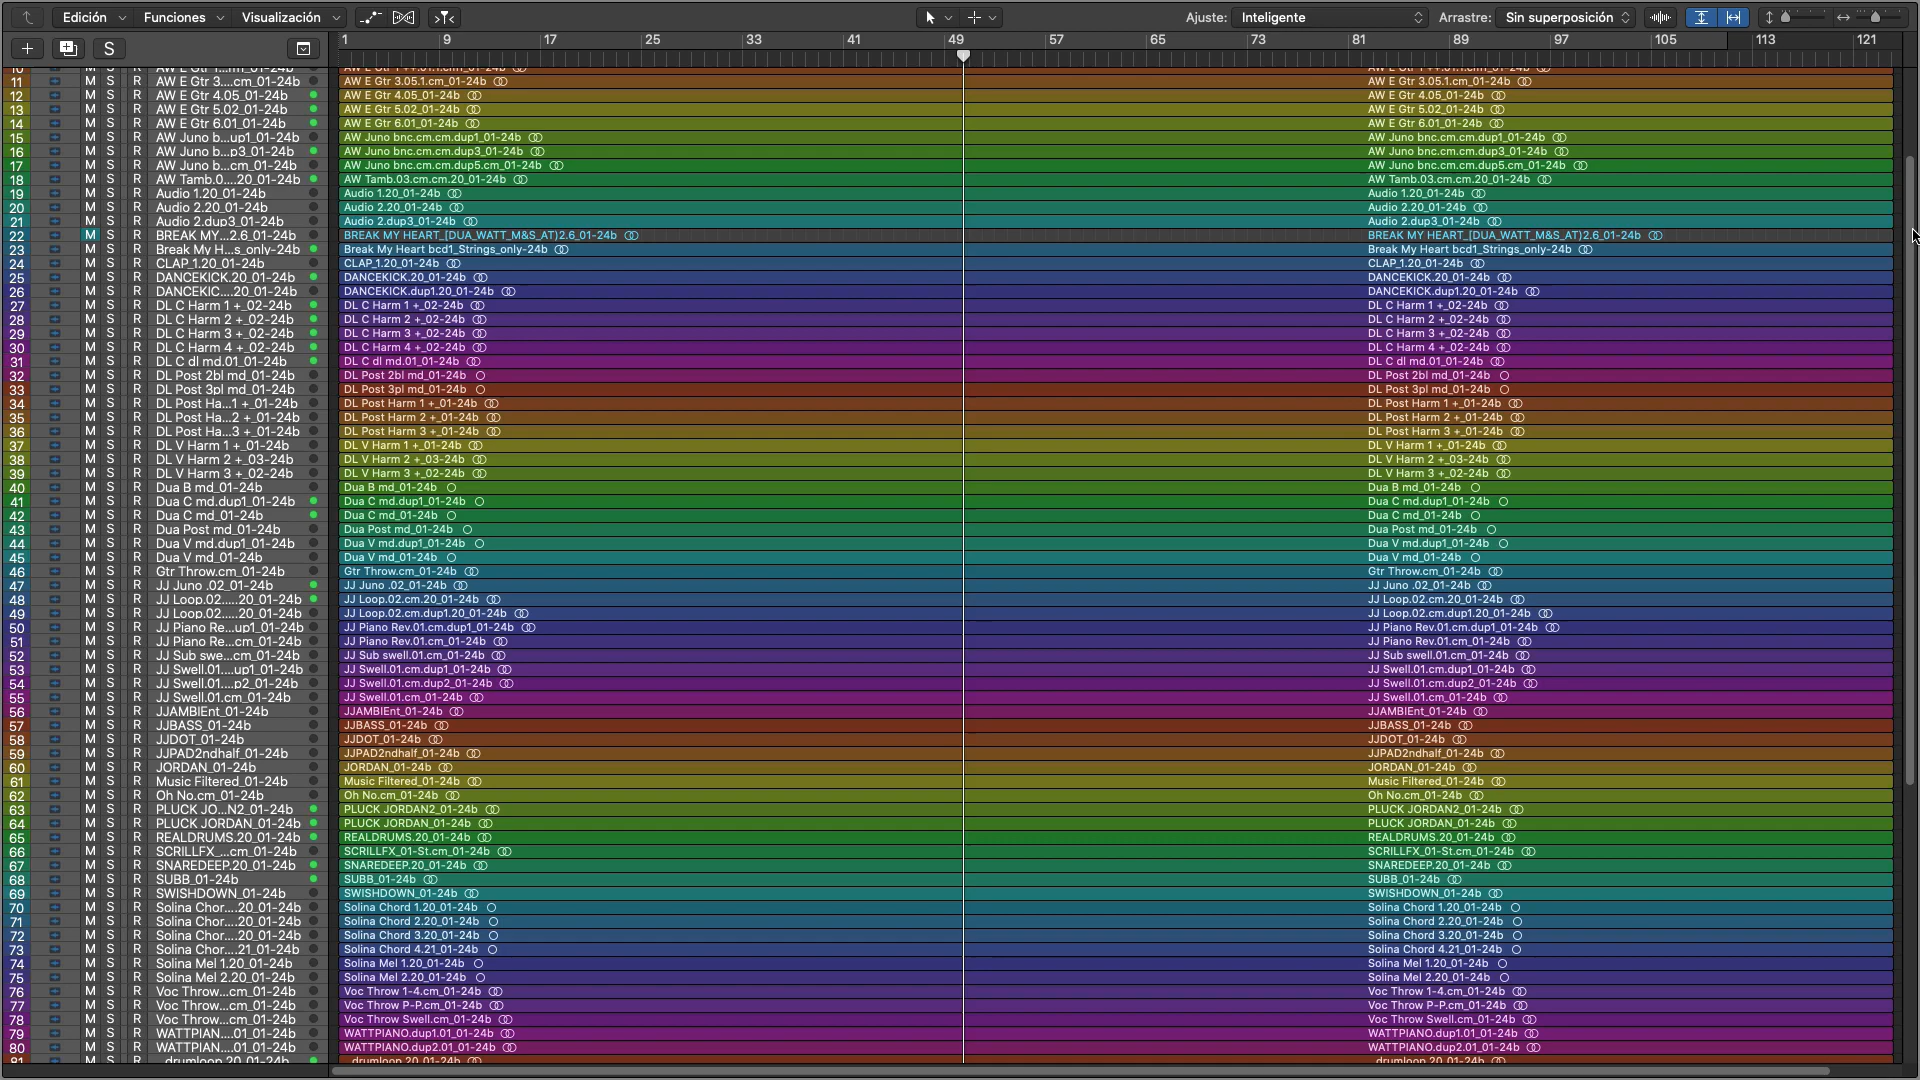 Edición Funciones Visualización Ajuste: Inteligente Arrastre: Sin superposición
S 1 9 17 25 33 41 49 57 65 73 81 89 97 105 113 121
11 M S R AW E Gtr 3...cm_01-24b AW E Gtr 3.05.1.cm_01-24b AW E Gtr 3.05.1.cm_01-24b
12 M S R AW E Gtr 4.05_01-24b AW E Gtr 4.05_01-24b AW E Gtr 4.05_01-24b
13 M S R AW E Gtr 5.02_01-24b AW E Gtr 5.02_01-24b AW E Gtr 5.02_01-24b
14 M S R AW E Gtr 6.01_01-24b AW E Gtr 6.01_01-24b AW E Gtr 6.01_01-24b
15 M S R AW Juno b...up1_01-24b AW Juno bnc.cm.cm.dup1_01-24b AW Juno bnc.cm.cm.dup1_01-24b
16 M S R AW Juno b...p3_01-24b AW Juno bnc.cm.cm.dup3_01-24b AW Juno bnc.cm.cm.dup3_01-24b
17 M S R AW Juno b...cm_01-24b AW Juno bnc.cm.cm.dup5.cm_01-24b AW Juno bnc.cm.cm.dup5.cm_01-24b
18 M S R AW Tamb.0....20_01-24b AW Tamb.03.cm.cm.20_01-24b AW Tamb.03.cm.cm.20_01-24b
19 M S R Audio 1.20_01-24b Audio 1.20_01-24b Audio 1.20_01-24b
20 M S R Audio 2.20_01-24b Audio 2.20_01-24b Audio 2.20_01-24b
21 M S R Audio 2.dup3_01-24b Audio 2.dup3_01-24b Audio 2.dup3_01-24b
22 M S R BREAK MY...2.6_01-24b BREAK MY HEART_[DUA_WATT_M&S_AT)2.6_01-24b BREAK MY HEART_[DUA_WATT_M&S_AT)2.6_01-24b
23 M S R Break My H...s_only-24b Break My Heart bcd1_Strings_only-24b Break My Heart bcd1_Strings_only-24b
24 M S R CLAP_1.20_01-24b CLAP_1.20_01-24b CLAP_1.20_01-24b
25 M S R DANCEKICK.20_01-24b DANCEKICK.20_01-24b DANCEKICK.20_01-24b
26 M S R DANCEKIC....20_01-24b DANCEKICK.dup1.20_01-24b DANCEKICK.dup1.20_01-24b
27 M S R DL C Harm 1 +_02-24b DL C Harm 1 +_02-24b DL C Harm 1 +_02-24b
28 M S R DL C Harm 2 +_02-24b DL C Harm 2 +_02-24b DL C Harm 2 +_02-24b
29 M S R DL C Harm 3 +_02-24b DL C Harm 3 +_02-24b DL C Harm 3 +_02-24b
30 M S R DL C Harm 4 +_02-24b DL C Harm 4 +_02-24b DL C Harm 4 +_02-24b
31 M S R DL C dl md.01_01-24b DL C dl md.01_01-24b DL C dl md.01_01-24b
32 M S R DL Post 2bl md_01-24b DL Post 2bl md_01-24b DL Post 2bl md_01-24b
33 M S R DL Post 3pl md_01-24b DL Post 3pl md_01-24b DL Post 3pl md_01-24b
34 M S R DL Post Ha...1 +_01-24b DL Post Harm 1 +_01-24b DL Post Harm 1 +_01-24b
35 M S R DL Post Ha...2 +_01-24b DL Post Harm 2 +_01-24b DL Post Harm 2 +_01-24b
36 M S R DL Post Ha...3 +_01-24b DL Post Harm 3 +_01-24b DL Post Harm 3 +_01-24b
37 M S R DL V Harm 1 +_01-24b DL V Harm 1 +_01-24b DL V Harm 1 +_01-24b
38 M S R DL V Harm 2 +_03-24b DL V Harm 2 +_03-24b DL V Harm 2 +_03-24b
39 M S R DL V Harm 3 +_02-24b DL V Harm 3 +_02-24b DL V Harm 3 +_02-24b
40 M S R Dua B md_01-24b Dua B md_01-24b Dua B md_01-24b
41 M S R Dua C md.dup1_01-24b Dua C md.dup1_01-24b Dua C md.dup1_01-24b
42 M S R Dua C md_01-24b Dua C md_01-24b Dua C md_01-24b
43 M S R Dua Post md_01-24b Dua Post md_01-24b Dua Post md_01-24b
44 M S R Dua V md.dup1_01-24b Dua V md.dup1_01-24b Dua V md.dup1_01-24b
45 M S R Dua V md_01-24b Dua V md_01-24b Dua V md_01-24b
46 M S R Gtr Throw.cm_01-24b Gtr Throw.cm_01-24b Gtr Throw.cm_01-24b
47 M S R JJ Juno .02_01-24b JJ Juno .02_01-24b JJ Juno .02_01-24b
48 M S R JJ Loop.02.....20_01-24b JJ Loop.02.cm.20_01-24b JJ Loop.02.cm.20_01-24b
49 M S R JJ Loop.02....20_01-24b JJ Loop.02.cm.dup1.20_01-24b JJ Loop.02.cm.dup1.20_01-24b
50 M S R JJ Piano Re...up1_01-24b JJ Piano Rev.01.cm.dup1_01-24b JJ Piano Rev.01.cm.dup1_01-24b
51 M S R JJ Piano Re...cm_01-24b JJ Piano Rev.01.cm_01-24b JJ Piano Rev.01.cm_01-24b
52 M S R JJ Sub swe...cm_01-24b JJ Sub swell.01.cm_01-24b JJ Sub swell.01.cm_01-24b
53 M S R JJ Swell.01....up1_01-24b JJ Swell.01.cm.dup1_01-24b JJ Swell.01.cm.dup1_01-24b
54 M S R JJ Swell.01....p2_01-24b JJ Swell.01.cm.dup2_01-24b JJ Swell.01.cm.dup2_01-24b
55 M S R JJ Swell.01.cm_01-24b JJ Swell.01.cm_01-24b JJ Swell.01.cm_01-24b
56 M S R JJAMBIEnt_01-24b JJAMBIEnt_01-24b JJAMBIEnt_01-24b
57 M S R JJBASS_01-24b JJBASS_01-24b JJBASS_01-24b
58 M S R JJDOT_01-24b JJDOT_01-24b JJDOT_01-24b
59 M S R JJPAD2ndhalf_01-24b JJPAD2ndhalf_01-24b JJPAD2ndhalf_01-24b
60 M S R JORDAN_01-24b JORDAN_01-24b JORDAN_01-24b
61 M S R Music Filtered_01-24b Music Filtered_01-24b Music Filtered_01-24b
62 M S R Oh No.cm_01-24b Oh No.cm_01-24b Oh No.cm_01-24b
63 M S R PLUCK JO...N2_01-24b PLUCK JORDAN2_01-24b PLUCK JORDAN2_01-24b
64 M S R PLUCK JORDAN_01-24b PLUCK JORDAN_01-24b PLUCK JORDAN_01-24b
65 M S R REALDRUMS.20_01-24b REALDRUMS.20_01-24b REALDRUMS.20_01-24b
66 M S R SCRILLFX_...cm_01-24b SCRILLFX_01-St.cm_01-24b SCRILLFX_01-St.cm_01-24b
67 M S R SNAREDEEP.20_01-24b SNAREDEEP.20_01-24b SNAREDEEP.20_01-24b
68 M S R SUBB_01-24b SUBB_01-24b SUBB_01-24b
69 M S R SWISHDOWN_01-24b SWISHDOWN_01-24b SWISHDOWN_01-24b
70 M S R Solina Chor....20_01-24b Solina Chord 1.20_01-24b Solina Chord 1.20_01-24b
71 M S R Solina Chor....20_01-24b Solina Chord 2.20_01-24b Solina Chord 2.20_01-24b
72 M S R Solina Chor....20_01-24b Solina Chord 3.20_01-24b Solina Chord 3.20_01-24b
73 M S R Solina Chor....21_01-24b Solina Chord 4.21_01-24b Solina Chord 4.21_01-24b
74 M S R Solina Mel 1.20_01-24b Solina Mel 1.20_01-24b Solina Mel 1.20_01-24b
75 M S R Solina Mel 2.20_01-24b Solina Mel 2.20_01-24b Solina Mel 2.20_01-24b
76 M S R Voc Throw...cm_01-24b Voc Throw 1-4.cm_01-24b Voc Throw 1-4.cm_01-24b
77 M S R Voc Throw...cm_01-24b Voc Throw P-P.cm_01-24b Voc Throw P-P.cm_01-24b
78 M S R Voc Throw...cm_01-24b Voc Throw Swell.cm_01-24b Voc Throw Swell.cm_01-24b
79 M S R WATTPIAN....01_01-24b WATTPIANO.dup1.01_01-24b WATTPIANO.dup1.01_01-24b
80 M S R WATTPIAN....01_01-24b WATTPIANO.dup2.01_01-24b WATTPIANO.dup2.01_01-24b
81 M S R drumloop.20_01-24b drumloop.20_01-24b drumloop.20_01-24b